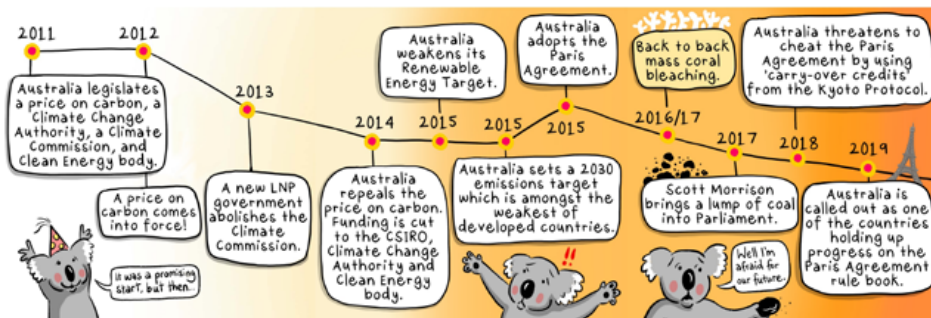 2011
Australia legislates
a price on carbon, a
Climate Change
Authority, a Climate
Commission, and
Clean Energy body.
2012
A price on
carbon comes
into force!
It was a promising
start, but then...
2013
A new LNP
government
abolishes the
Climate
Commission.
2014
Australia
repeals the
price on carbon.
Funding is cut
to the CSIRO,
Climate Change
Authority and
Clean Energy
body.
Australia
weakens its
Renewable
Energy Target.
2015
2015
Australia sets a 2030
emissions target
which is amongst the
weakest of
developed countries.
!!
Australia
adopts the
Paris
Agreement.
2015
Back to back
mass coral
bleaching.
2016/17
2017
Scott Morrison
brings a lump of coal
into Parliament.
Well I'm
afraid for
our future.
Australia threatens to
cheat the Paris
Agreement by using
'carry-over credits'
from the Kyoto Protocol.
2018
2019
Australia is
called out as one
of the countries
holding up
progress on the
Paris Agreement
rule book.